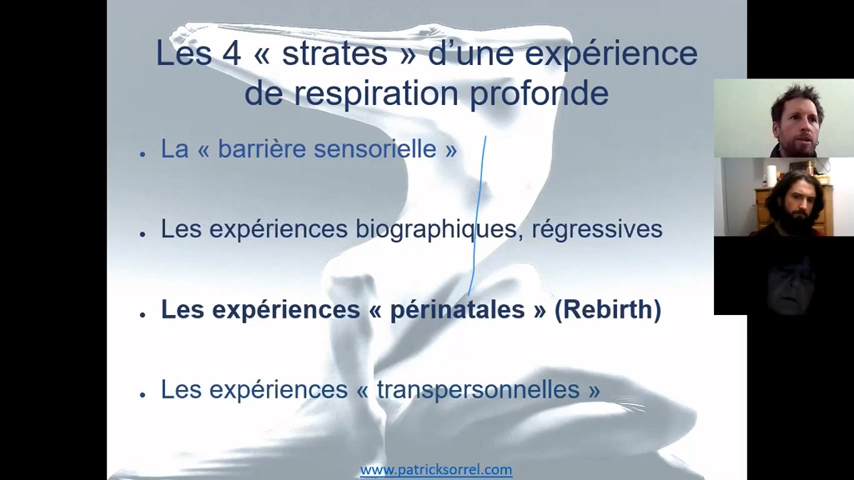 Les 4 « strates » d’une expérience
de respiration profonde
La « barrière sensorielle »
Les expériences biographiques, régressives
Les expériences « périnatales » (Rebirth)
Les expériences « transpersonnelles »
www.patricksorrel.com